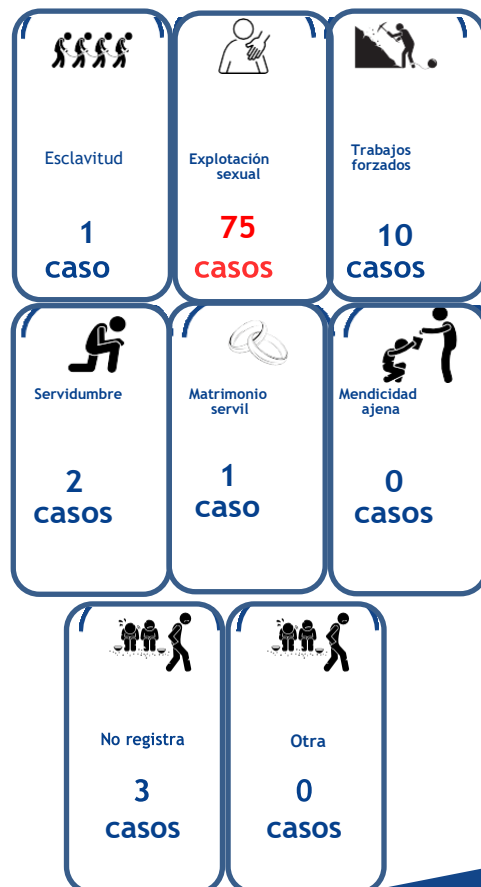 Esclavitud
1
caso
Explotación
sexual
75
casos
Trabajos
forzados
10
casos
Servidumbre
2
casos
Matrimonio
servil
1
caso
Mendicidad
ajena
0
casos
No registra
3
casos
Otra
0
casos